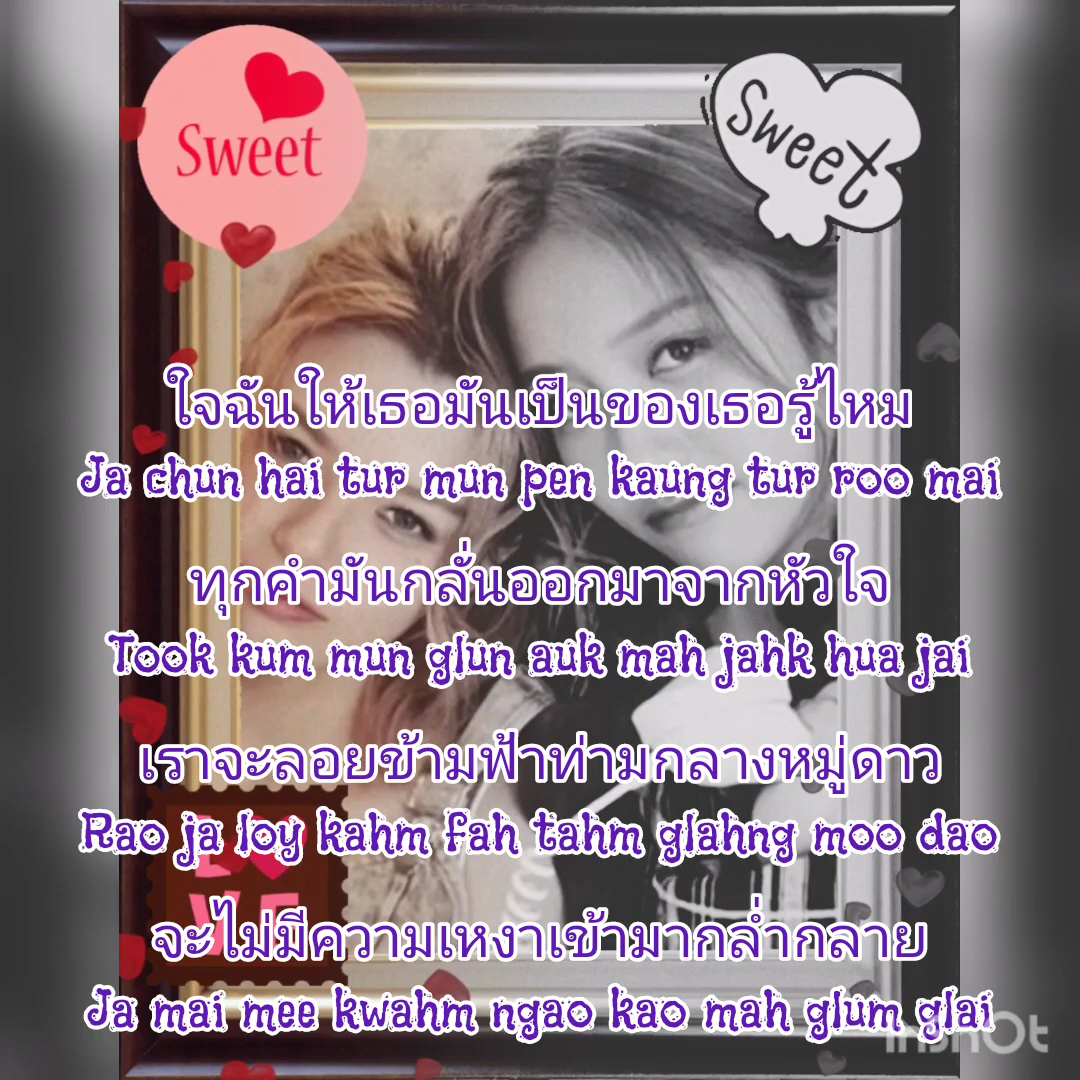 Sweet
Sweet
ใจฉันให้เธอมันเป็นของเธอรู้ไหม
Ja chun hai tur mun pen kaung tur roo mai
ทุกคำมันกลั่นออกมาจากหัวใจ
Took kum mun glun auk mah jahk hua jai
เราจะลอยข้ามฟ้าท่ามกลางหมู่ดาว
Rao ja loy kahm fah tahm glahng moo dao
จะไม่มีความเหงาเข้ามากล่ำกลาย
Ja mai mee kwahm ngao kao mah glum glai
InShOt